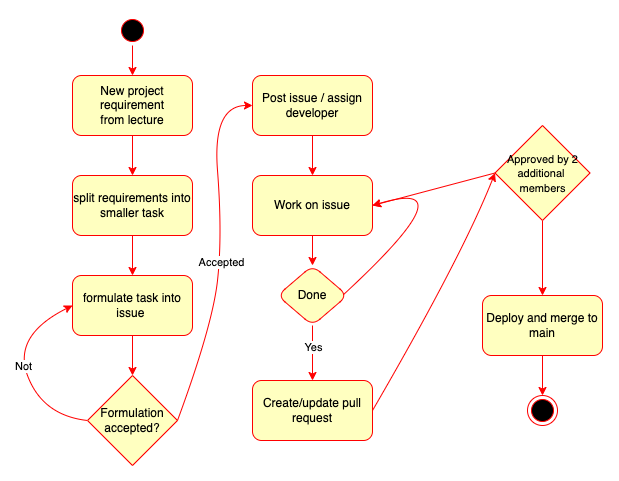 New project
requirement
from lecture
split requirements into
smaller task
formulate task into
issue
Not
Formulation
accepted?
Accepted
Post issue / assign
developer
Work on issue
Done
Yes
Create/update pull
request
Approved by 2
additional
members
Deploy and merge to
main